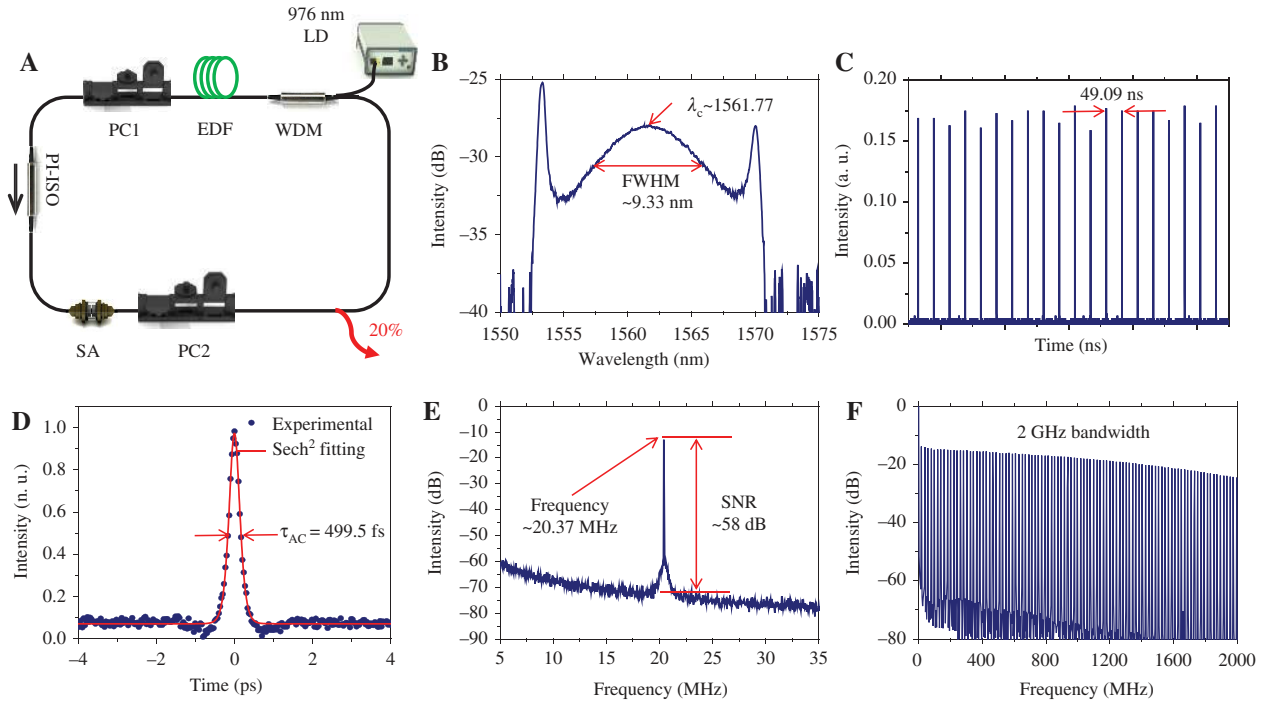 A
976 nm
LD
PC1
EDF
WDM
PI-ISO
SA
PC2
20%
B
Intensity (dB)
−25
−30
−35
−40
λc~1561.77
FWHM
~9.33 nm
1550
1555
1560
1565
1570
1575
Wavelength (nm)
C
Intensity (a. u.)
0.20
0.15
0.10
0.05
0.00
49.09 ns
Time (ns)
D
Intensity (n. u.)
1.0
0.8
0.6
0.4
0.2
0.0
Experimental
Sech² fitting
τAC = 499.5 fs
−4
−2
0
2
4
Time (ps)
E
Intensity (dB)
0
−10
−20
−30
−40
−50
−60
−70
−80
−90
Frequency
~20.37 MHz
SNR
~58 dB
5
10
15
20
25
30
35
Frequency (MHz)
F
Intensity (dB)
0
−20
−40
−60
−80
2 GHz bandwidth
0
400
800
1200
1600
2000
Frequency (MHz)